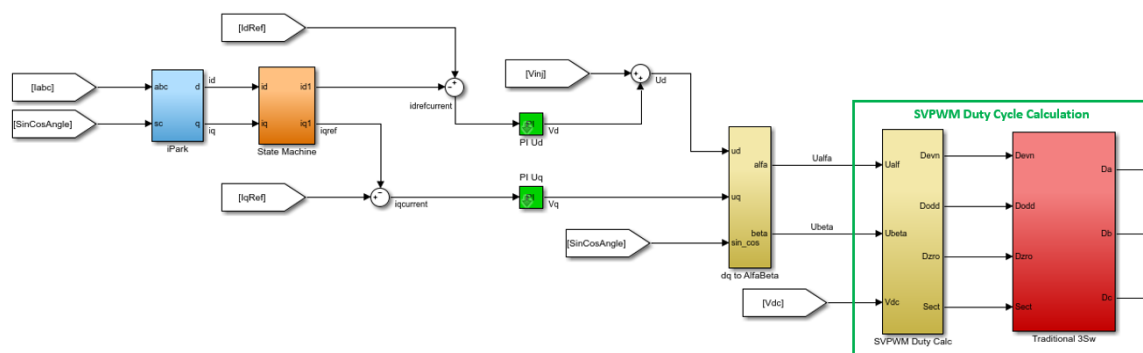 [IdRef]
[Vinj]
Ud
[Iabc]
abc
d
id
id
id1
idrefcurrent
[SinCosAngle]
sc
q
iq
iq
iq1
iqref
iPark
State Machine
PI Ud
Vd
SVPWM Duty Cycle Calculation
ud
alfa
Ualfa
Ualf
Devn
Devn
Da
PI Uq
[IqRef]
iqcurrent
Vq
uq
Dodd
Dodd
beta
Ubeta
Ubeta
Db
[SinCosAngle]
sin_cos
Dzro
Dzro
dq to AlfaBeta
[Vdc]
Vdc
Sect
Sect
Dc
SVPWM Duty Calc
Traditional 3Sw